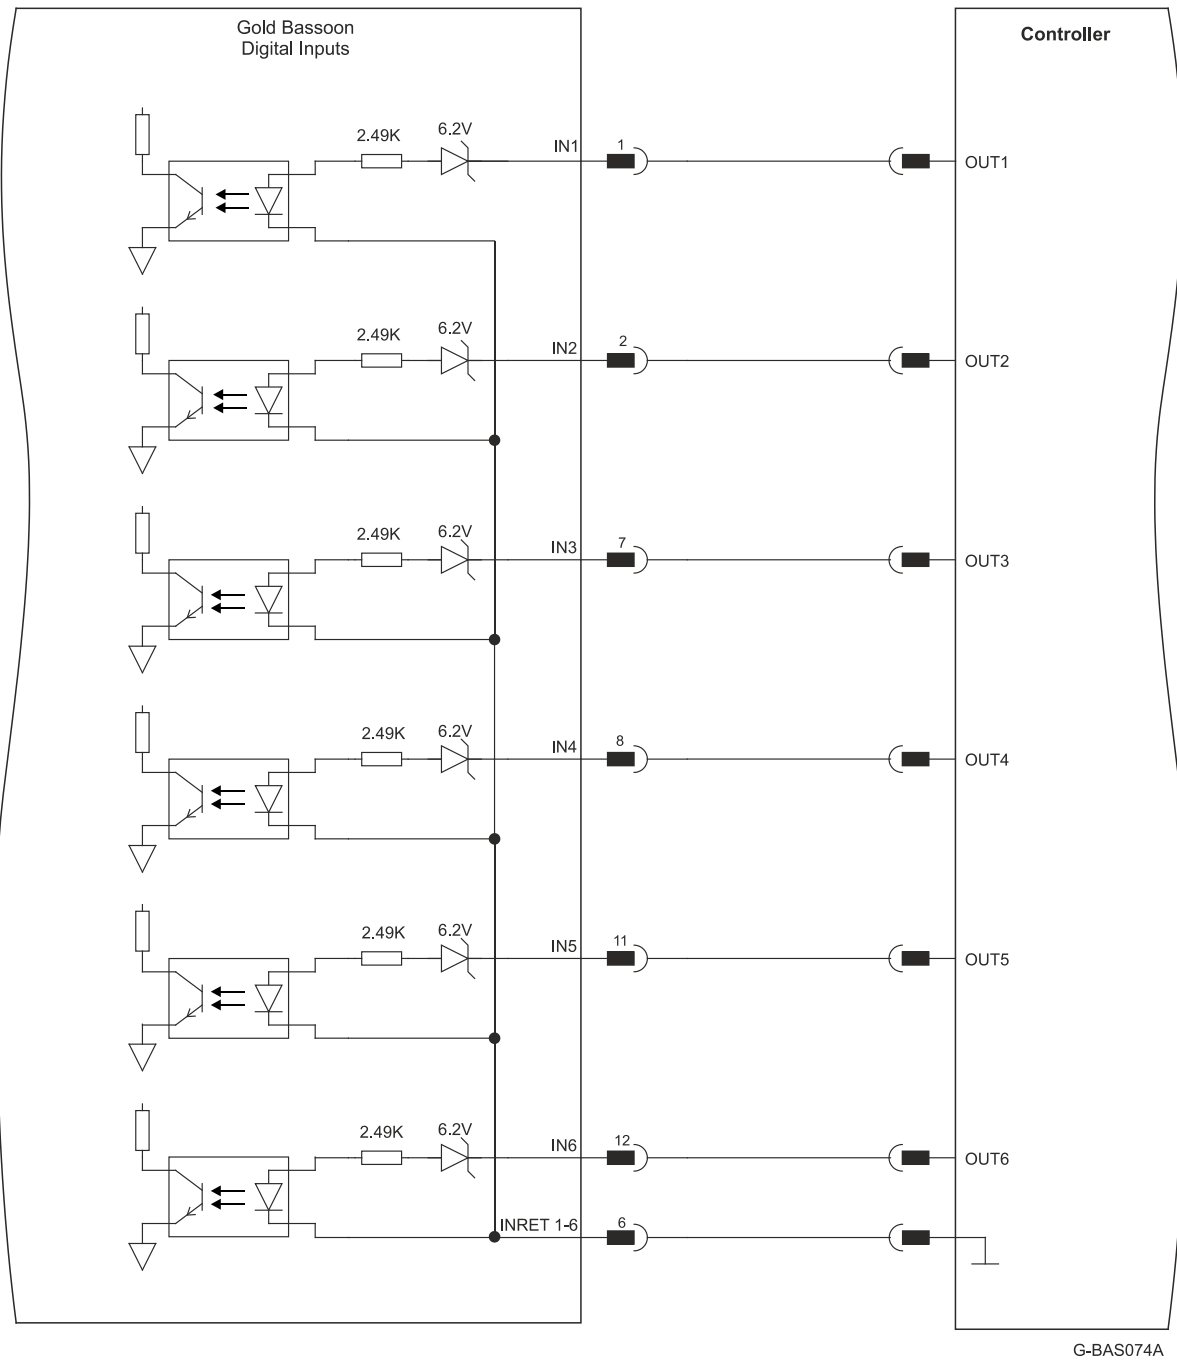 Gold Bassoon
Digital Inputs
Controller
2.49K
6.2V
IN1
1
OUT1
2.49K
6.2V
IN2
2
OUT2
2.49K
6.2V
IN3
7
OUT3
2.49K
6.2V
IN4
8
OUT4
2.49K
6.2V
IN5
11
OUT5
2.49K
6.2V
IN6
12
OUT6
INRET 1-6
6
G-BAS074A